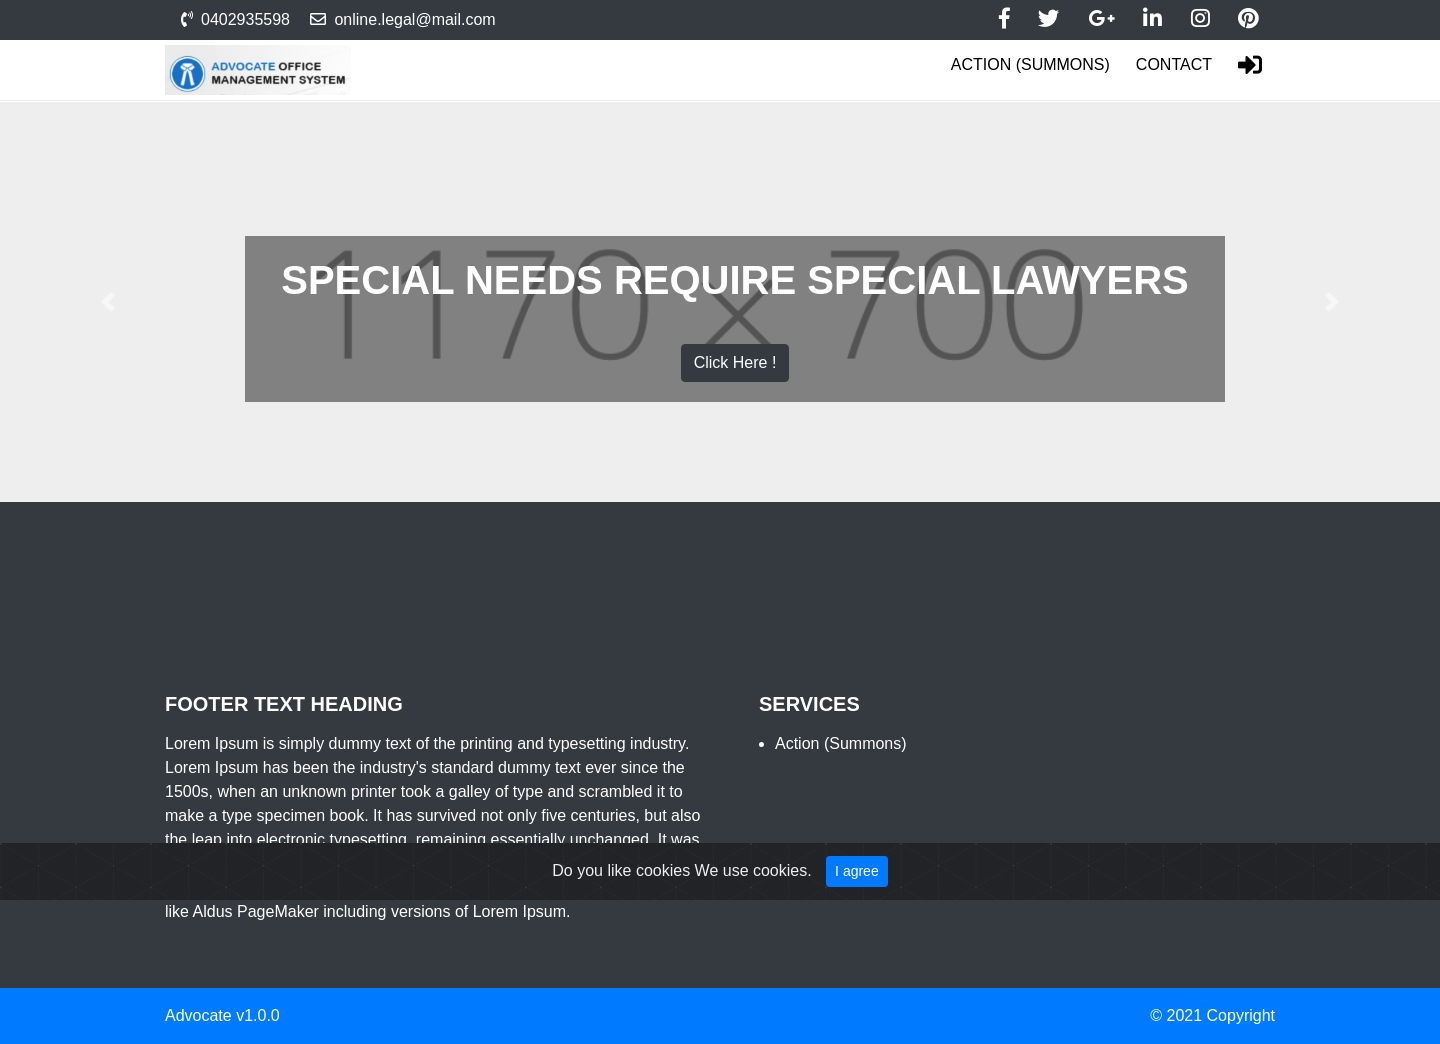 0402935598 online.legal@mail.com
ADVOCATE OFFICE
MANAGEMENT SYSTEM
ACTION (SUMMONS) CONTACT
1170 × 700
SPECIAL NEEDS REQUIRE SPECIAL LAWYERS
Click Here !
FOOTER TEXT HEADING
Lorem Ipsum is simply dummy text of the printing and typesetting industry.
Lorem Ipsum has been the industry's standard dummy text ever since the
1500s, when an unknown printer took a galley of type and scrambled it to
make a type specimen book. It has survived not only five centuries, but also
the leap into electronic typesetting, remaining essentially unchanged. It was
like Aldus PageMaker including versions of Lorem Ipsum.
SERVICES
Action (Summons)
Do you like cookies We use cookies. I agree
Advocate v1.0.0
© 2021 Copyright